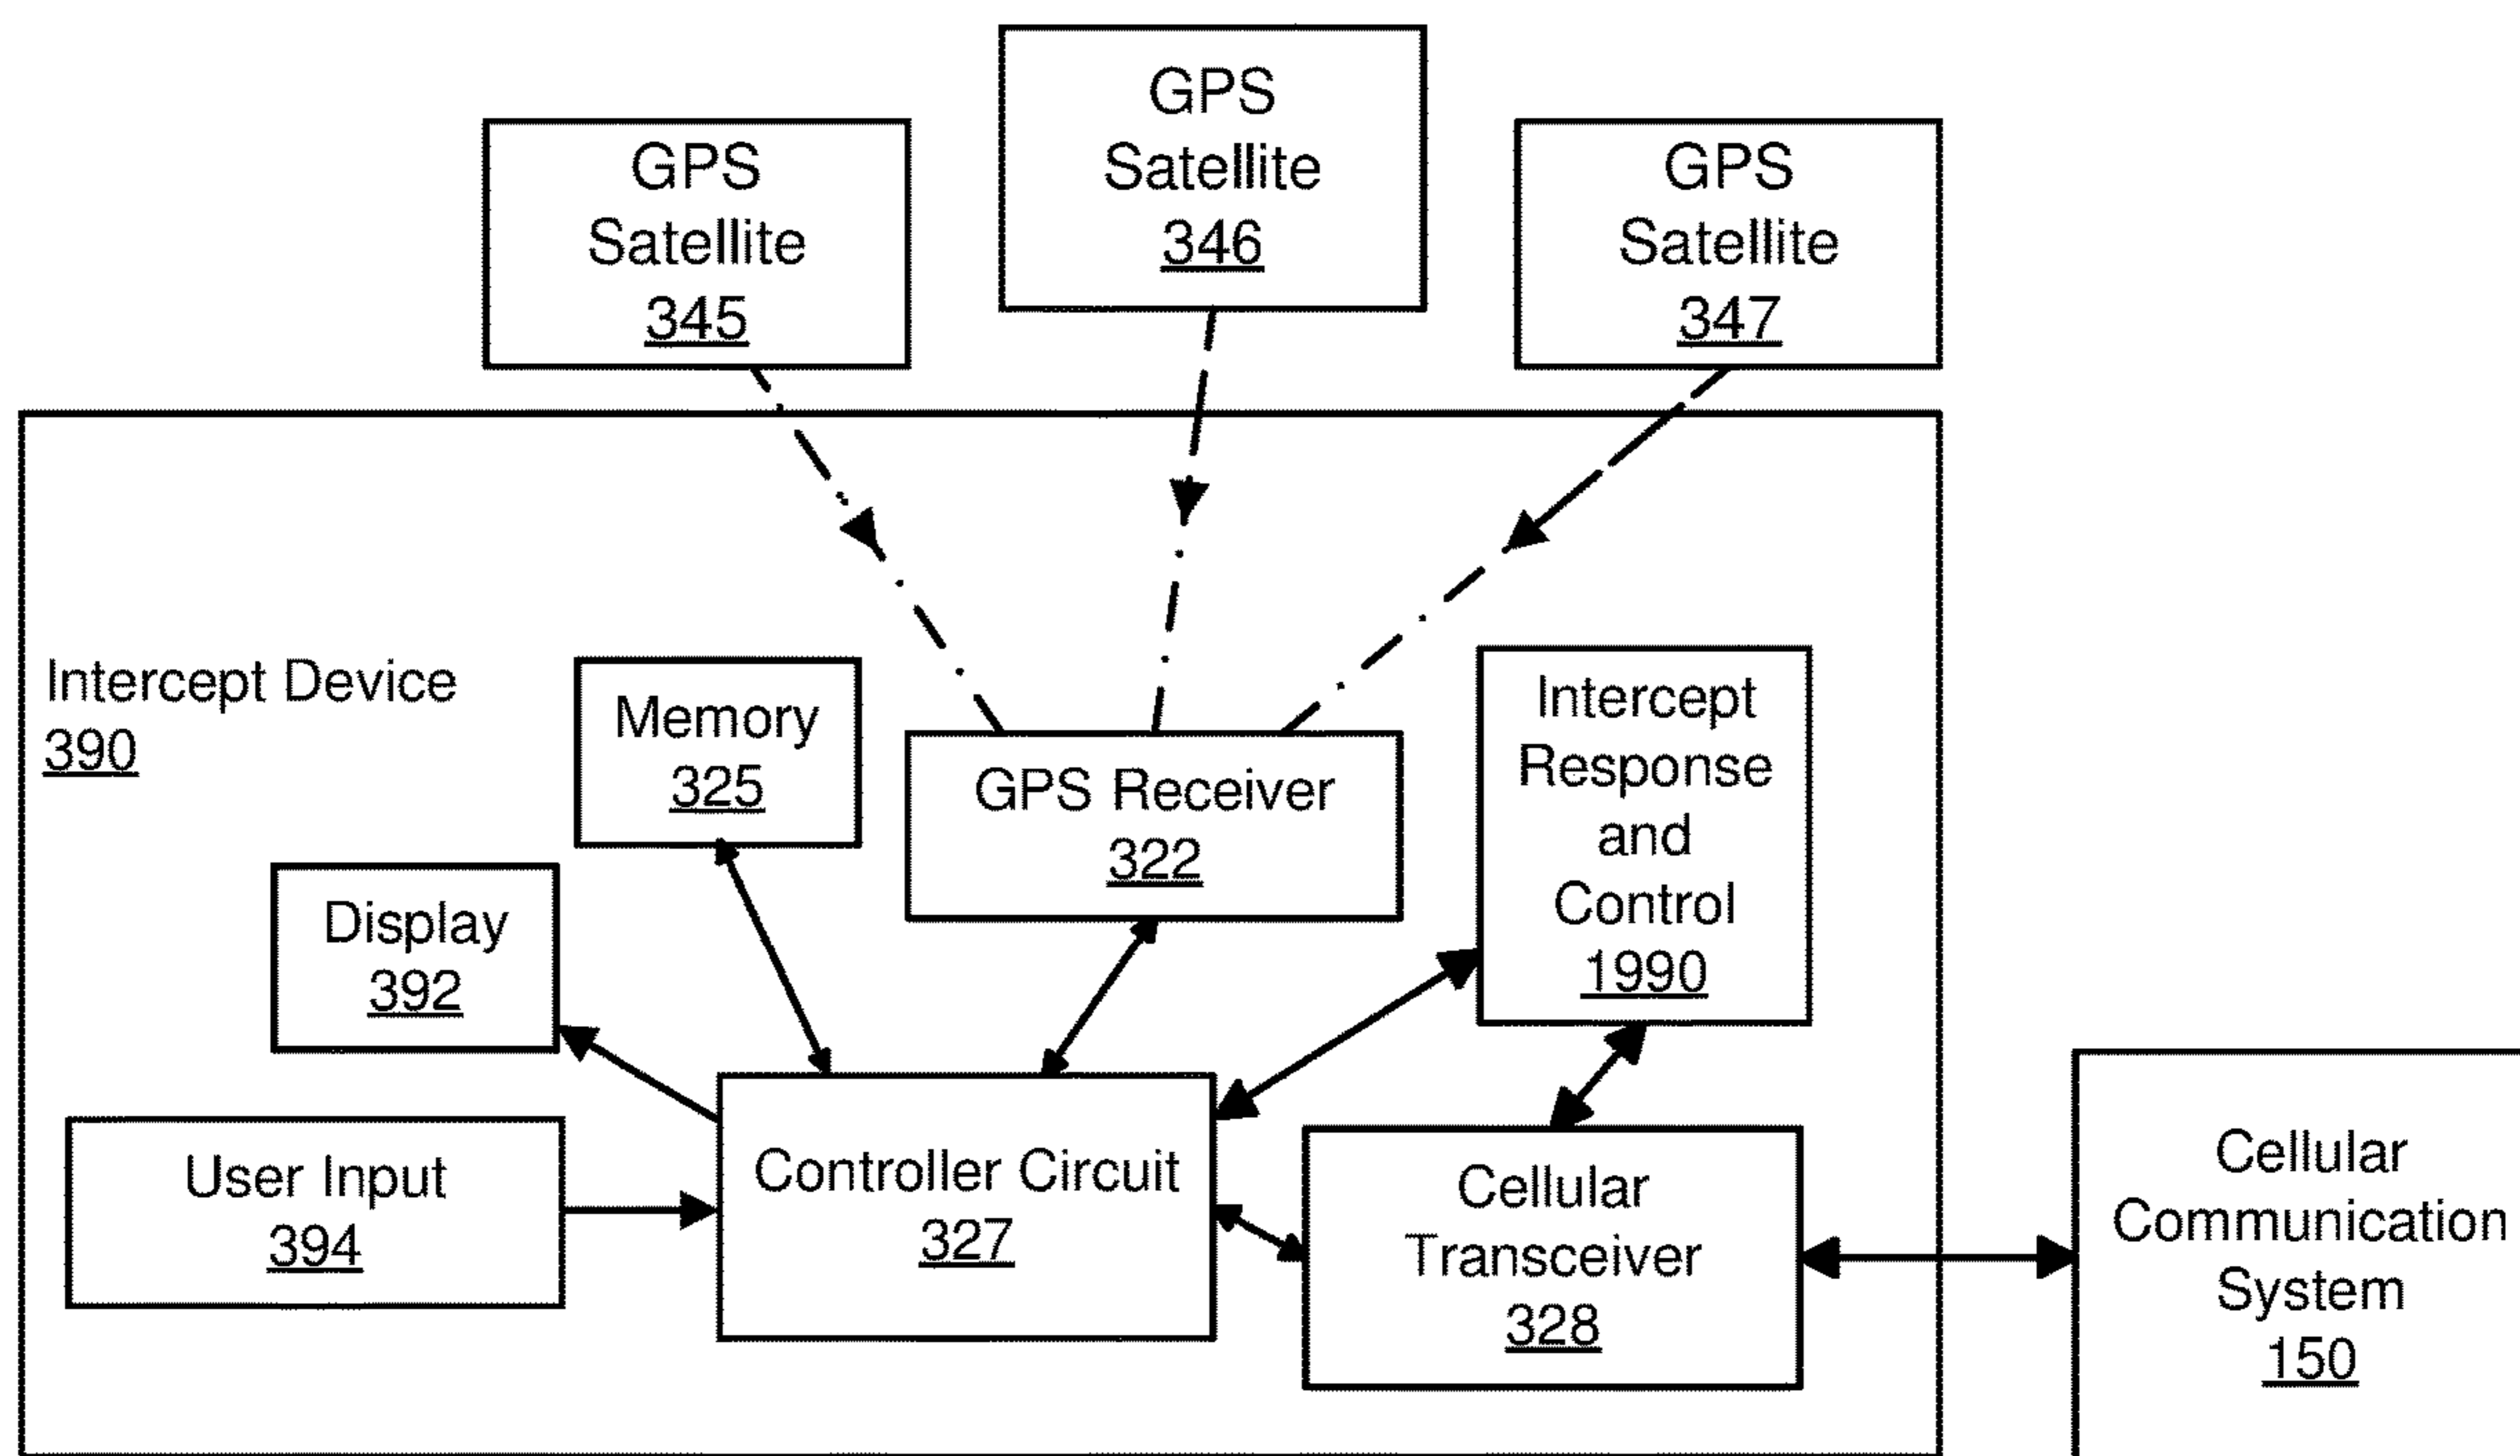 GPS
Satellite
345
GPS
Satellite
346
GPS
Satellite
347
Intercept Device
390
Memory
325
GPS Receiver
322
Intercept
Response
and
Control
1990
Display
392
User Input
394
Controller Circuit
327
Cellular
Transceiver
328
Cellular
Communication
System
150